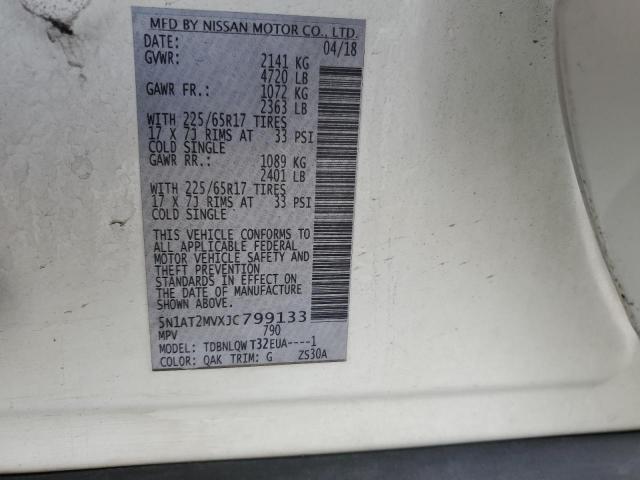 MFD BY NISSAN MOTOR CO., LTD.
DATE: 04/18
GVWR: 2141 KG
4720 LB
GAWR FR.: 1072 KG
2363 LB
WITH 225/65R17 TIRES
17 X 7J RIMS AT 33 PSI
COLD SINGLE
GAWR RR.: 1089 KG
2401 LB
WITH 225/65R17 TIRES
17 X 7J RIMS AT 33 PSI
COLD SINGLE
THIS VEHICLE CONFORMS TO
ALL APPLICABLE FEDERAL
MOTOR VEHICLE SAFETY AND
THEFT PREVENTION
STANDARDS IN EFFECT ON
THE DATE OF MANUFACTURE
SHOWN ABOVE.
5N1AT2MVXJC799133
MPV 790
MODEL: TDBNLQW T32EUA----1
COLOR: QAK TRIM: G ZS30A